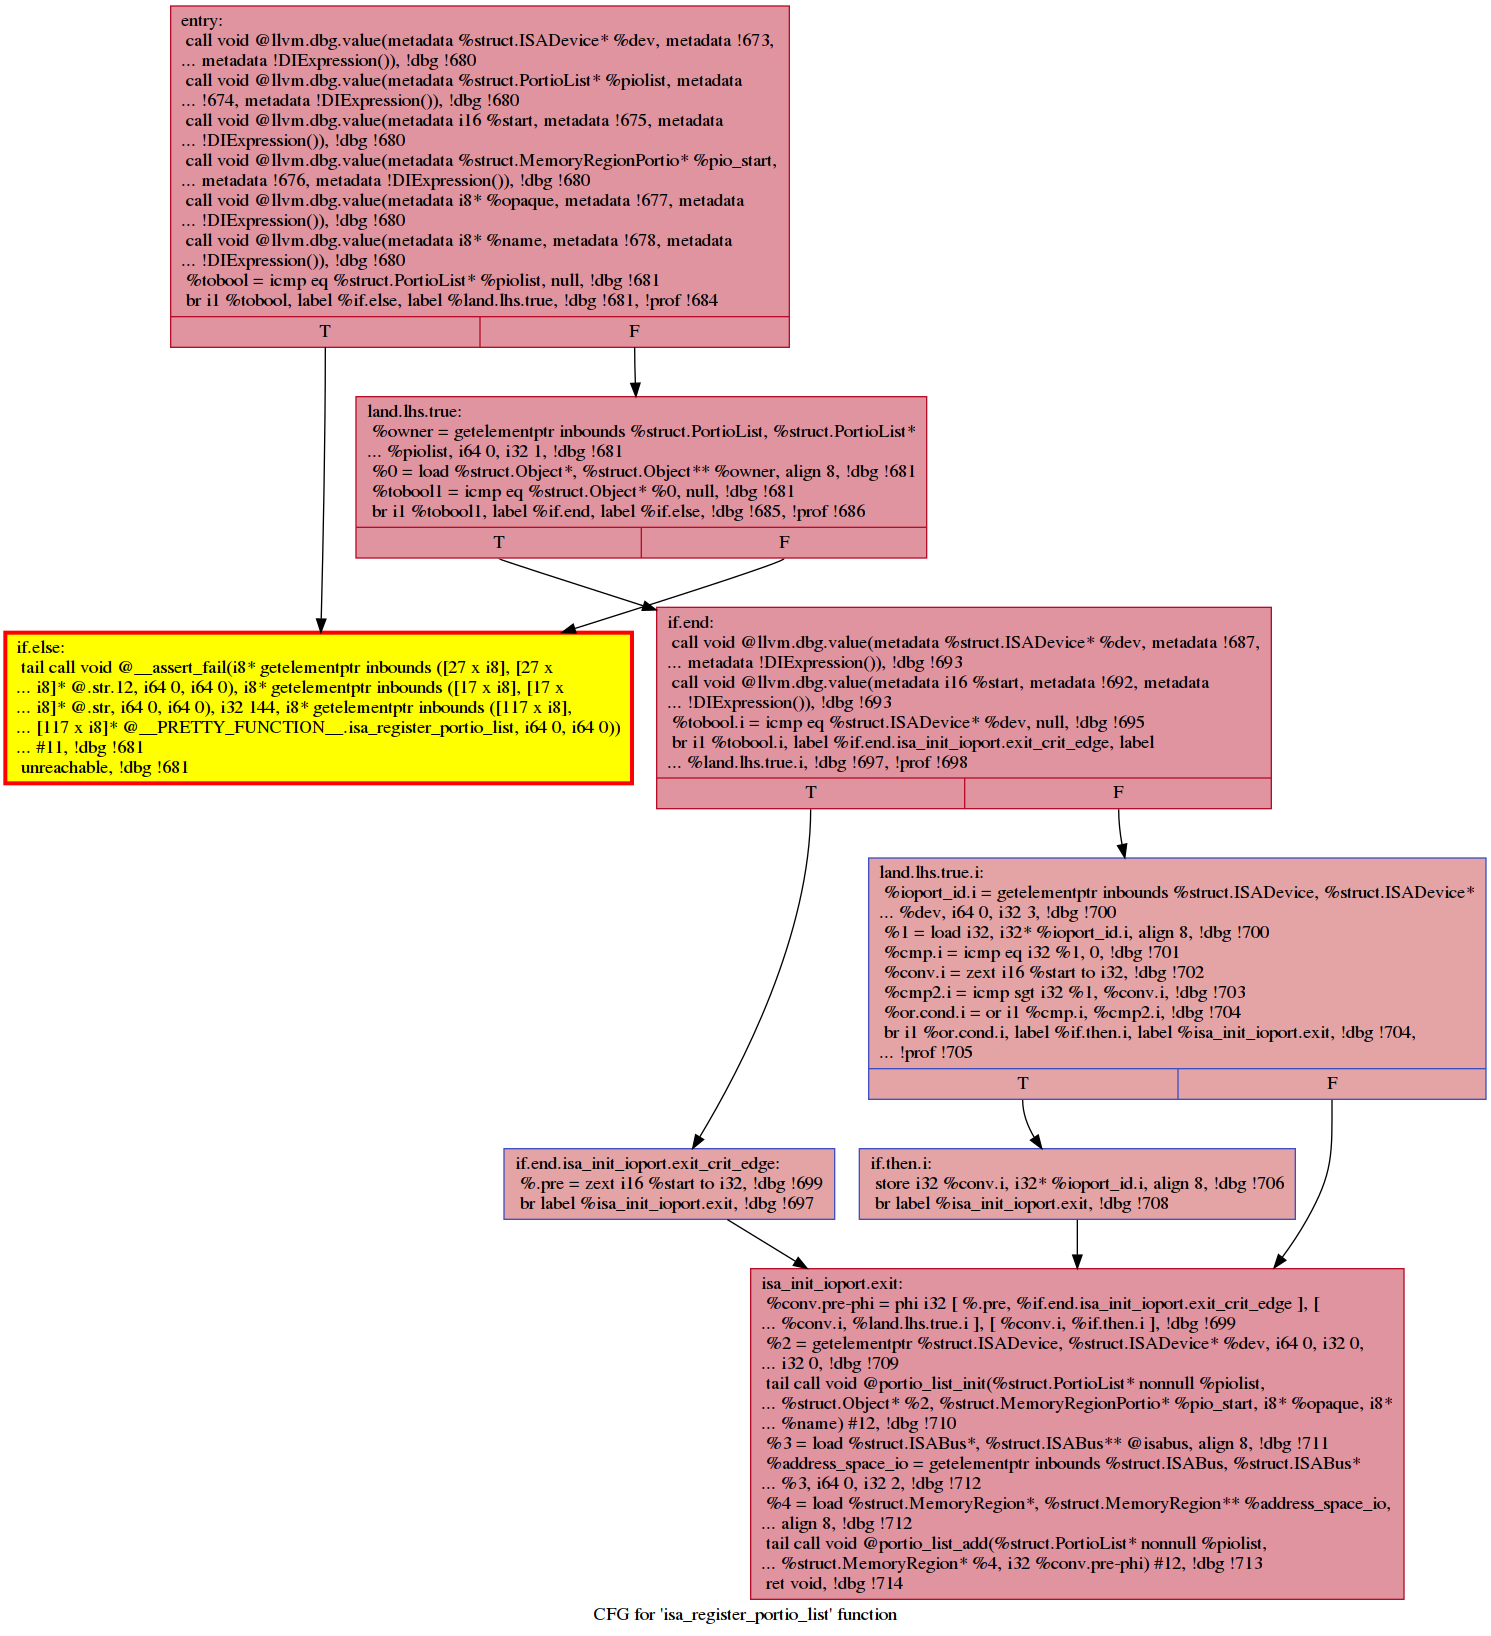 entry:
call void @llvm.dbg.value(metadata %struct.ISADevice* %dev, metadata !673,
... metadata !DIExpression()), !dbg !680
call void @llvm.dbg.value(metadata %struct.PortioList* %piolist, metadata
... !674, metadata !DIExpression()), !dbg !680
call void @llvm.dbg.value(metadata i16 %start, metadata !675, metadata
... !DIExpression()), !dbg !680
call void @llvm.dbg.value(metadata %struct.MemoryRegionPortio* %pio_start,
... metadata !676, metadata !DIExpression()), !dbg !680
call void @llvm.dbg.value(metadata i8* %opaque, metadata !677, metadata
... !DIExpression()), !dbg !680
call void @llvm.dbg.value(metadata i8* %name, metadata !678, metadata
... !DIExpression()), !dbg !680
%tobool = icmp eq %struct.PortioList* %piolist, null, !dbg !681
br i1 %tobool, label %if.else, label %land.lhs.true, !dbg !681, !prof !684
T F
land.lhs.true:
%owner = getelementptr inbounds %struct.PortioList, %struct.PortioList*
... %piolist, i64 0, i32 1, !dbg !681
%0 = load %struct.Object*, %struct.Object** %owner, align 8, !dbg !681
%tobool1 = icmp eq %struct.Object* %0, null, !dbg !681
br i1 %tobool1, label %if.end, label %if.else, !dbg !685, !prof !686
T F
if.else:
tail call void @__assert_fail(i8* getelementptr inbounds ([27 x i8], [27 x
... i8]* @.str.12, i64 0, i64 0), i8* getelementptr inbounds ([17 x i8], [17 x
... i8]* @.str, i64 0, i64 0), i32 144, i8* getelementptr inbounds ([117 x i8],
... [117 x i8]* @__PRETTY_FUNCTION__.isa_register_portio_list, i64 0, i64 0))
... #11, !dbg !681
unreachable, !dbg !681
if.end:
call void @llvm.dbg.value(metadata %struct.ISADevice* %dev, metadata !687,
... metadata !DIExpression()), !dbg !693
call void @llvm.dbg.value(metadata i16 %start, metadata !692, metadata
... !DIExpression()), !dbg !693
%tobool.i = icmp eq %struct.ISADevice* %dev, null, !dbg !695
br i1 %tobool.i, label %if.end.isa_init_ioport.exit_crit_edge, label
... %land.lhs.true.i, !dbg !697, !prof !698
T F
land.lhs.true.i:
%ioport_id.i = getelementptr inbounds %struct.ISADevice, %struct.ISADevice*
... %dev, i64 0, i32 3, !dbg !700
%1 = load i32, i32* %ioport_id.i, align 8, !dbg !700
%cmp.i = icmp eq i32 %1, 0, !dbg !701
%conv.i = zext i16 %start to i32, !dbg !702
%cmp2.i = icmp sgt i32 %1, %conv.i, !dbg !703
%or.cond.i = or i1 %cmp.i, %cmp2.i, !dbg !704
br i1 %or.cond.i, label %if.then.i, label %isa_init_ioport.exit, !dbg !704,
... !prof !705
T F
if.end.isa_init_ioport.exit_crit_edge:
%.pre = zext i16 %start to i32, !dbg !699
br label %isa_init_ioport.exit, !dbg !697
if.then.i:
store i32 %conv.i, i32* %ioport_id.i, align 8, !dbg !706
br label %isa_init_ioport.exit, !dbg !708
isa_init_ioport.exit:
%conv.pre-phi = phi i32 [ %.pre, %if.end.isa_init_ioport.exit_crit_edge ], [
... %conv.i, %land.lhs.true.i ], [ %conv.i, %if.then.i ], !dbg !699
%2 = getelementptr %struct.ISADevice, %struct.ISADevice* %dev, i64 0, i32 0,
... i32 0, !dbg !709
tail call void @portio_list_init(%struct.PortioList* nonnull %piolist,
... %struct.Object* %2, %struct.MemoryRegionPortio* %pio_start, i8* %opaque, i8*
... %name) #12, !dbg !710
%3 = load %struct.ISABus*, %struct.ISABus** @isabus, align 8, !dbg !711
%address_space_io = getelementptr inbounds %struct.ISABus, %struct.ISABus*
... %3, i64 0, i32 2, !dbg !712
%4 = load %struct.MemoryRegion*, %struct.MemoryRegion** %address_space_io,
... align 8, !dbg !712
tail call void @portio_list_add(%struct.PortioList* nonnull %piolist,
... %struct.MemoryRegion* %4, i32 %conv.pre-phi) #12, !dbg !713
ret void, !dbg !714
CFG for 'isa_register_portio_list' function